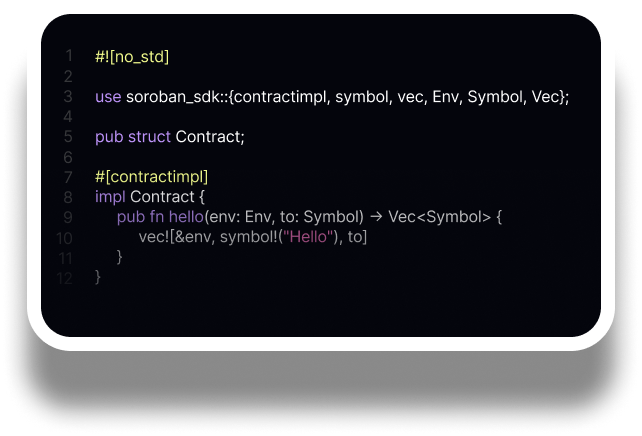 1 #![no_std]
2
3 use soroban_sdk::{contractimpl, symbol, vec, Env, Symbol, Vec};
4
5 pub struct Contract;
6
7 #[contractimpl]
8 impl Contract {
9 pub fn hello(env: Env, to: Symbol) → Vec<Symbol> {
10 vec![&env, symbol!("Hello"), to]
11 }
12 }